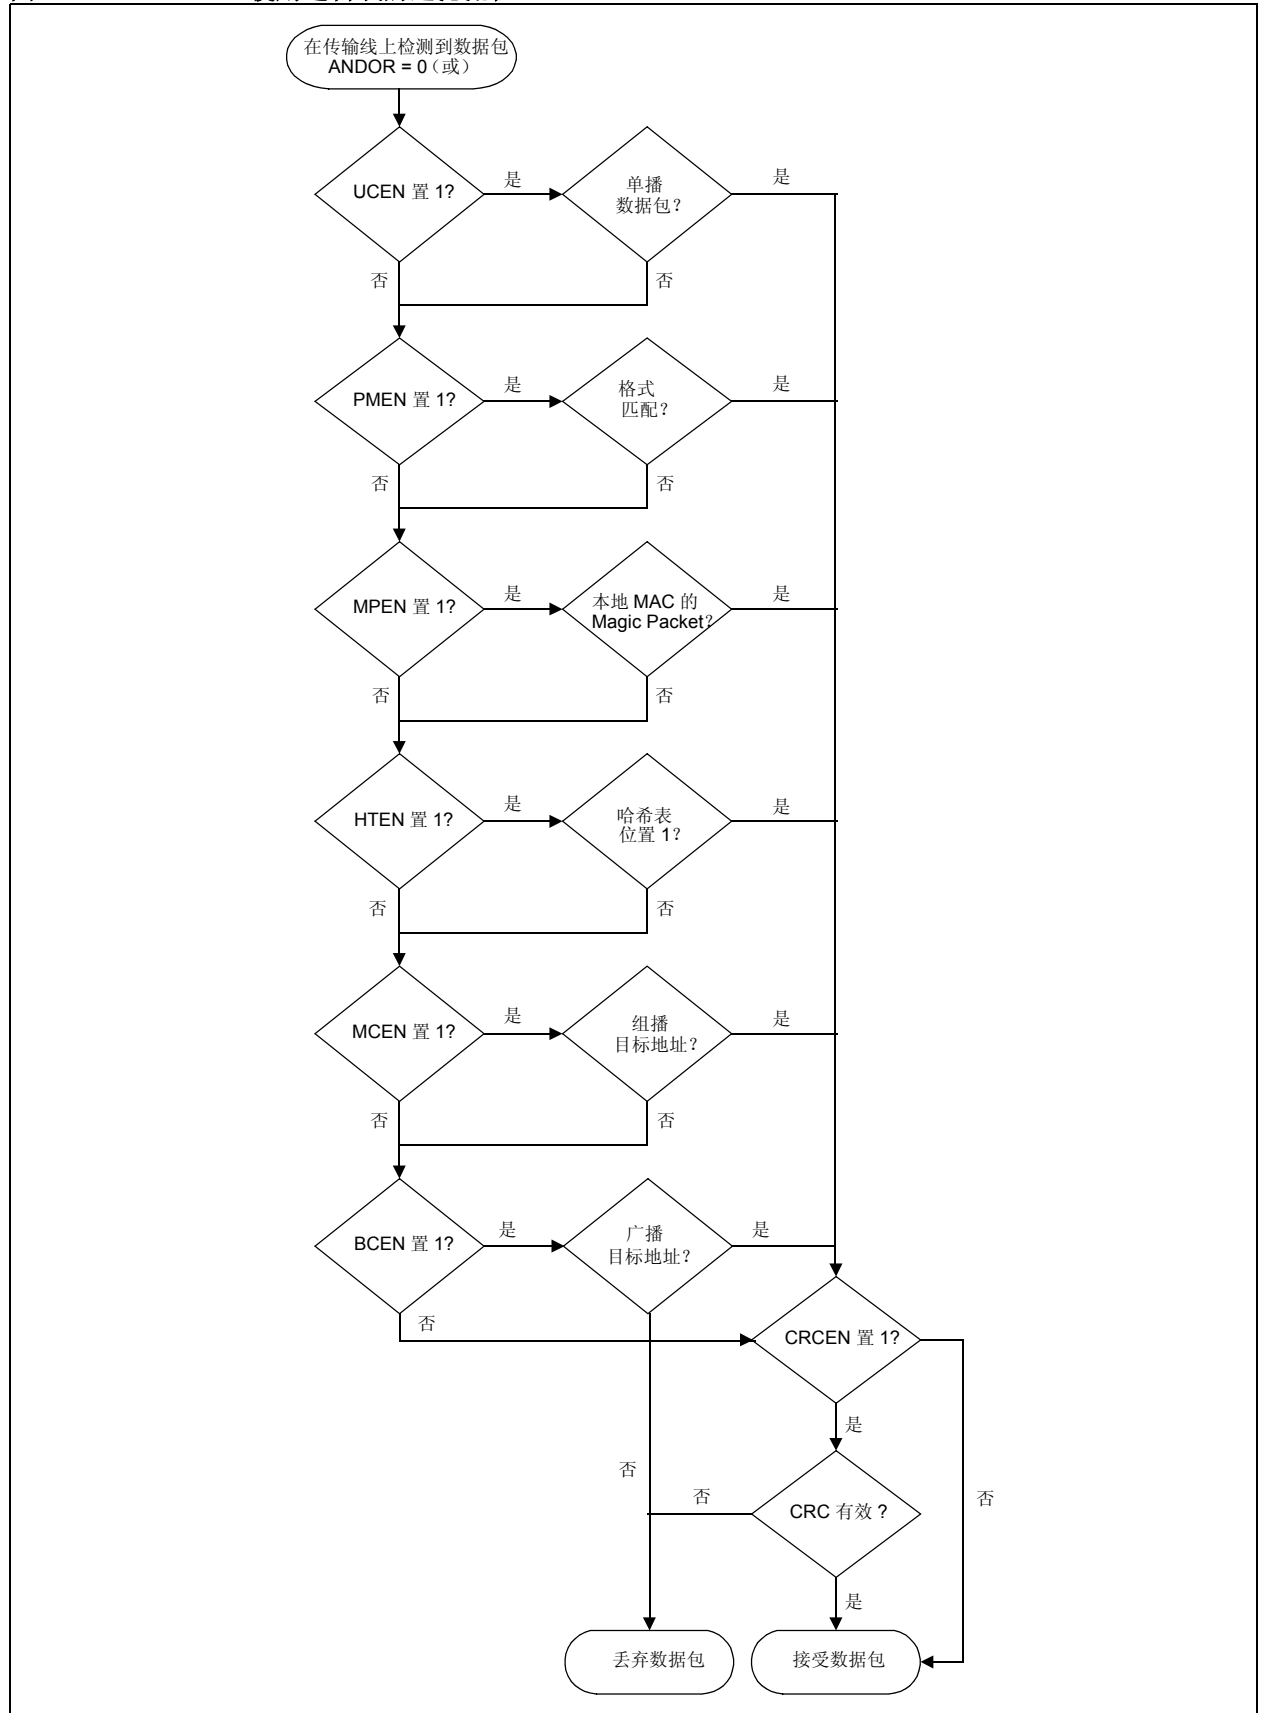 在传输线上检测到数据包
ANDOR = 0（或）
UCEN 置 1?
是
单播
数据包？
是
否
否
PMEN 置 1?
是
格式
匹配？
是
否
否
MPEN 置 1?
是
本地 MAC 的
Magic Packet?
是
否
否
HTEN 置 1?
是
哈希表
位置 1？
是
否
否
MCEN 置 1?
是
组播
目标地址？
是
否
否
BCEN 置 1?
是
广播
目标地址？
是
否
CRCEN 置 1?
是
否
否
CRC 有效 ?
否
是
丢弃数据包
接受数据包